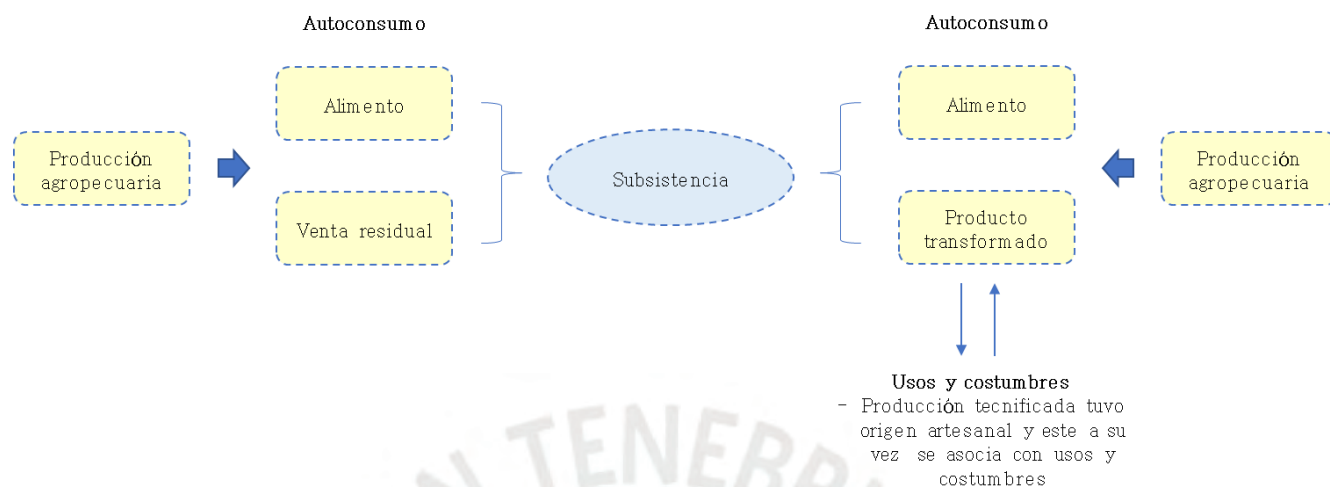 Autoconsumo
Alimento
Producción
agropecuaria
Venta residual
Subsistencia
Autoconsumo
Alimento
Producto
transformado
Producción
agropecuaria
Usos y costumbres
- Producción tecnificada tuvo
origen artesanal y este a su
vez se asocia con usos y
costumbres